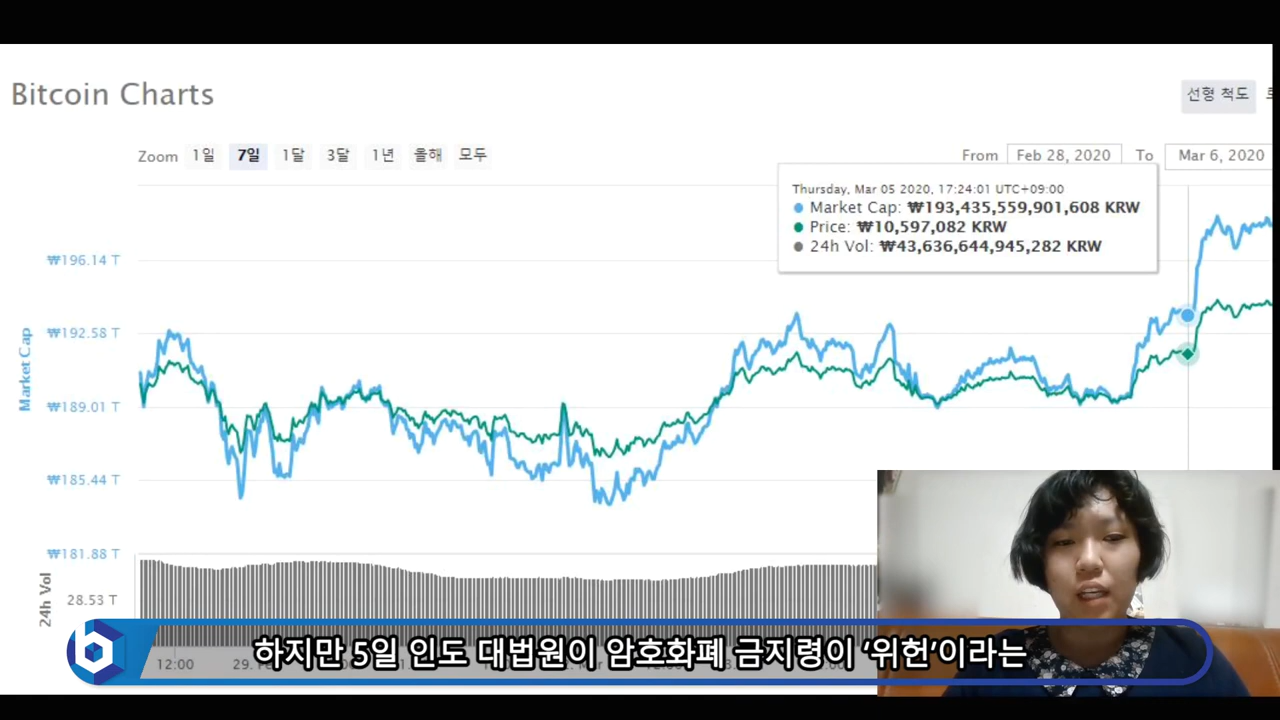 Bitcoin Charts
선형 척도
Zoom 1일 7일 1달 3달 1년 올해 모두
From Feb 28, 2020 To Mar 6, 2020
Thursday, Mar 05 2020, 17:24:01 UTC+09:00
Market Cap: ₩193,435,559,901,608 KRW
Price: ₩10,597,082 KRW
24h Vol: ₩43,636,644,945,282 KRW
₩196.14 T
₩192.58 T
₩189.01 T
₩185.44 T
₩181.88 T
Market Cap
24h Vol
28.53 T
12:00
하지만 5일 인도 대법원이 암호화폐 금지령이 '위헌'이라는